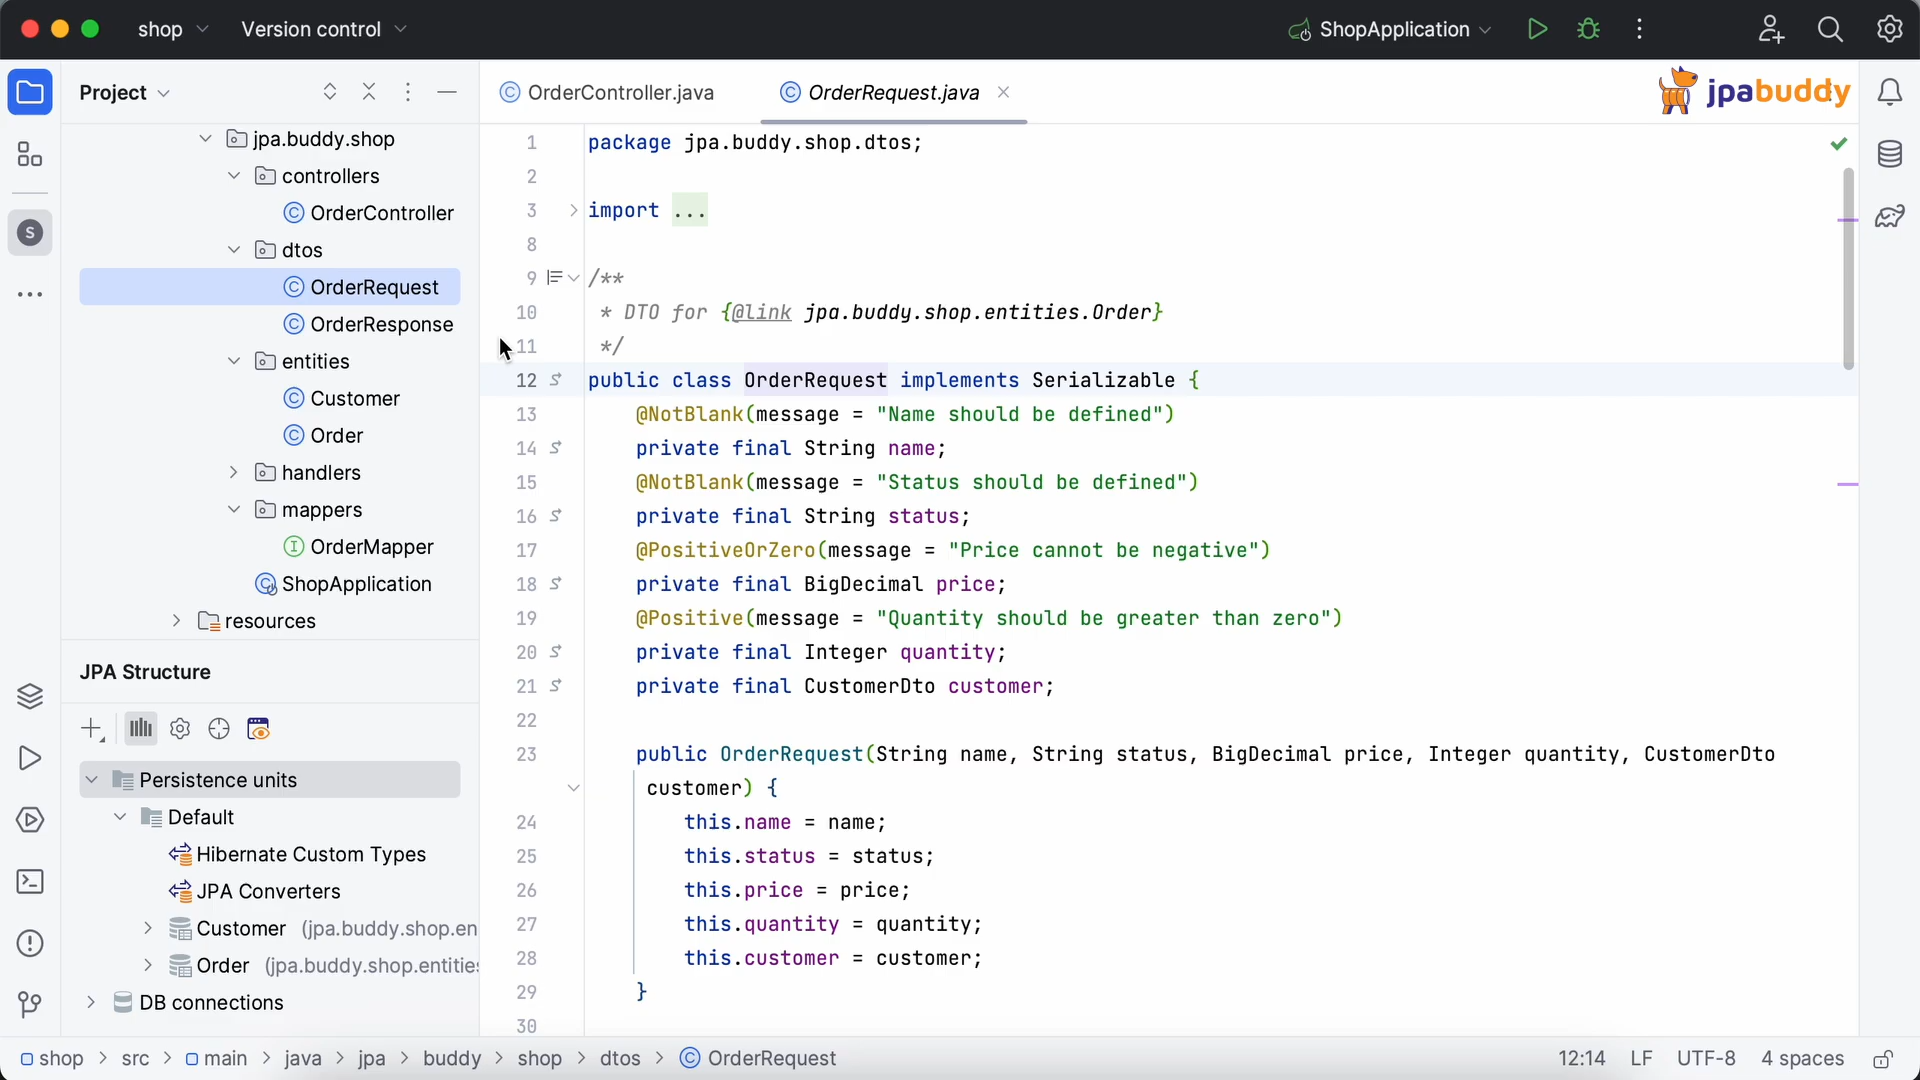 shop
Version control
ShopApplication
Project
OrderController.java
OrderRequest.java
jpabuddy
jpa.buddy.shop
controllers
OrderController
dtos
OrderRequest
OrderResponse
entities
Customer
Order
handlers
mappers
OrderMapper
ShopApplication
resources
S
JPA Structure
Persistence units
Default
Hibernate Custom Types
JPA Converters
Customer (jpa.buddy.shop.en
Order (jpa.buddy.shop.entitie
DB connections
1 package jpa.buddy.shop.dtos;
2
3 import ...
8
9 /**
10 * DTO for {@link jpa.buddy.shop.entities.Order}
11 */
12 public class OrderRequest implements Serializable {
13 @NotBlank(message = "Name should be defined")
14 private final String name;
15 @NotBlank(message = "Status should be defined")
16 private final String status;
17 @PositiveOrZero(message = "Price cannot be negative")
18 private final BigDecimal price;
19 @Positive(message = "Quantity should be greater than zero")
20 private final Integer quantity;
21 private final CustomerDto customer;
22
23 public OrderRequest(String name, String status, BigDecimal price, Integer quantity, CustomerDto
customer) {
24 this.name = name;
25 this.status = status;
26 this.price = price;
27 this.quantity = quantity;
28 this.customer = customer;
29 }
30
shop > src > main > java > jpa > buddy > shop > dtos > OrderRequest
12:14 LF UTF-8 4 spaces